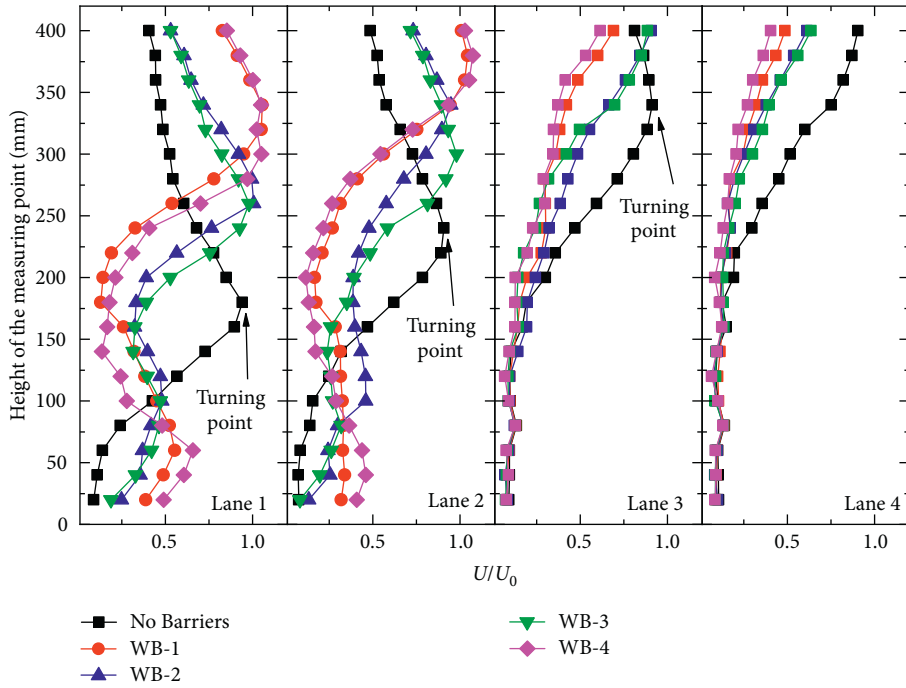 Height of the measuring point (mm)
400
350
300
250
200
150
100
50
0
Turning
point
Lane 1
Turning
point
Lane 2
Turning
point
Lane 3
Lane 4
0.5 1.0 0.5 1.0 0.5 1.0 0.5 1.0
U/U0
No Barriers
WB-1
WB-2
WB-3
WB-4